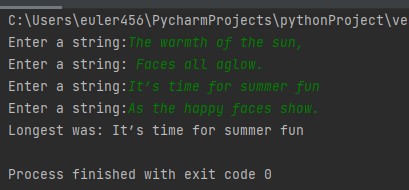 C:\Users\euler456\PycharmProjects\pythonProject\ve
Enter a string:The warmth of the sun,
Enter a string: Faces all aglow.
Enter a string:It’s time for summer fun
Enter a string:As the happy faces show.
Longest was: It’s time for summer fun
Process finished with exit code 0